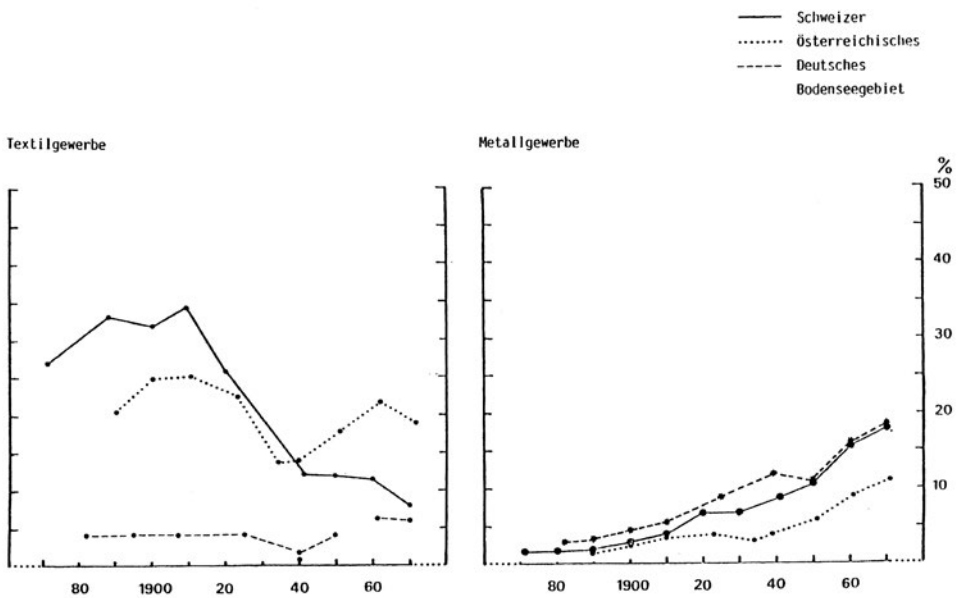 Schweizer
Österreichisches
Deutsches
Bodenseegebiet
Textilgewerbe
Metallgewerbe
%
50
40
30
20
10
80 1900 20 40 60
80 1900 20 40 60